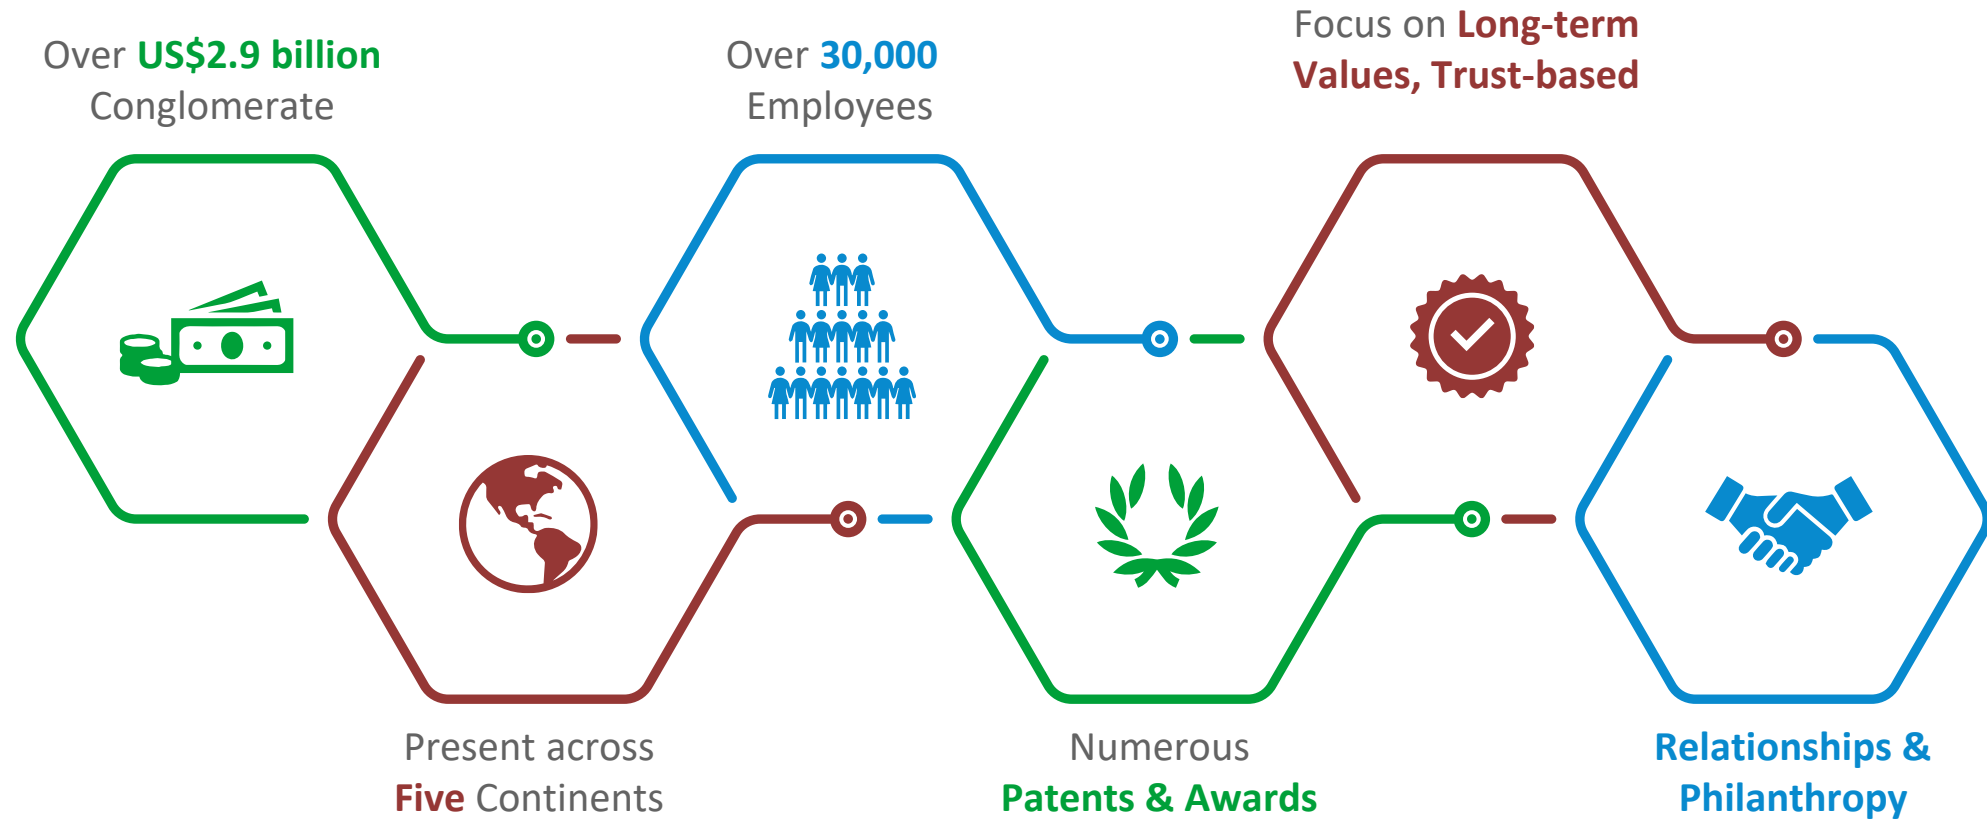 Over US$2.9 billion
Conglomerate
Present across
Five Continents
Over 30,000
Employees
Numerous
Patents & Awards
Focus on Long-term
Values, Trust-based
Relationships &
Philanthropy